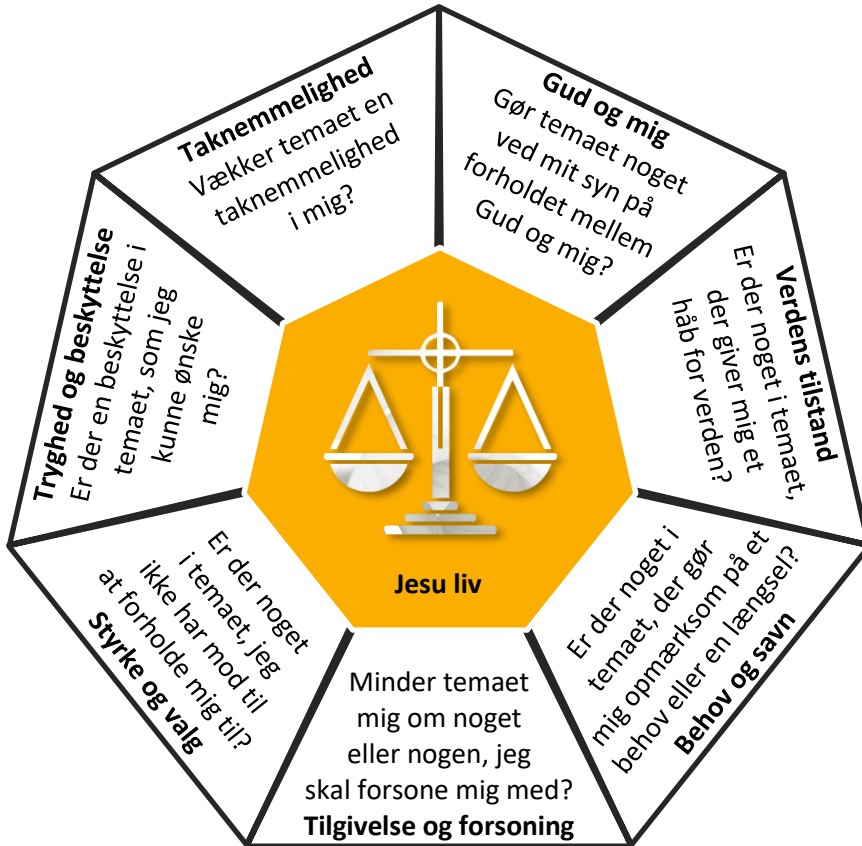 Gud og mig
Gør temaet noget
ved mit syn på
forholdet mellem
Gud og mig?
Verdens tilstand
Er der noget i temaet,
der giver mig et
håb for verden?
Er der noget i
temaet, der gør
mig opmærksom på et
behov eller en længsel?
Behov og savn
Minder temaet
mig om noget
eller nogen, jeg
skal forsone mig med?
Tilgivelse og forsoning
Er der noget
i temaet, jeg
ikke har mod til
at forholde mig til?
Styrke og valg
Tryghed og beskyttelse
Er der en beskyttelse i
temaet, som jeg
kunne ønske
mig?
Taknemmelighed
Vækker temaet en
taknemmelighed
i mig?
Jesu liv